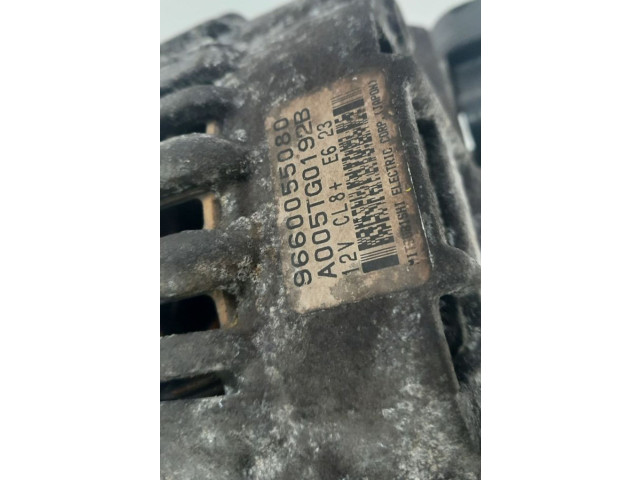 9660055080
A005TG0192B
12V CL8+ E6 23
MITSUBISHI ELECTRIC CORP. JAPAN